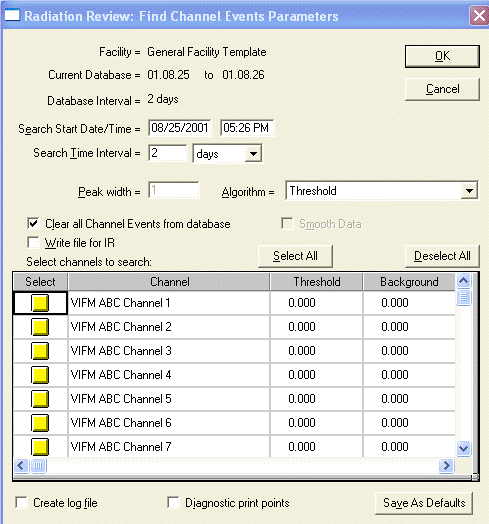 Radiation Review: Find Channel Events Parameters
Facility = General Facility Template
OK
Current Database = 01.08.25 to 01.08.26
Cancel
Database Interval = 2 days
Search Start Date/Time = 08/25/2001 05:26 PM
Search Time Interval = 2 days
Peak width = 1 Algorithm = Threshold
Clear all Channel Events from database Smooth Data
Write file for IR
Select channels to search: Select All Deselect All
Select Channel Threshold Background
VIFM ABC Channel 1 0.000 0.000
VIFM ABC Channel 2 0.000 0.000
VIFM ABC Channel 3 0.000 0.000
VIFM ABC Channel 4 0.000 0.000
VIFM ABC Channel 5 0.000 0.000
VIFM ABC Channel 6 0.000 0.000
VIFM ABC Channel 7 0.000 0.000
Create log file Diagnostic print points Save As Defaults